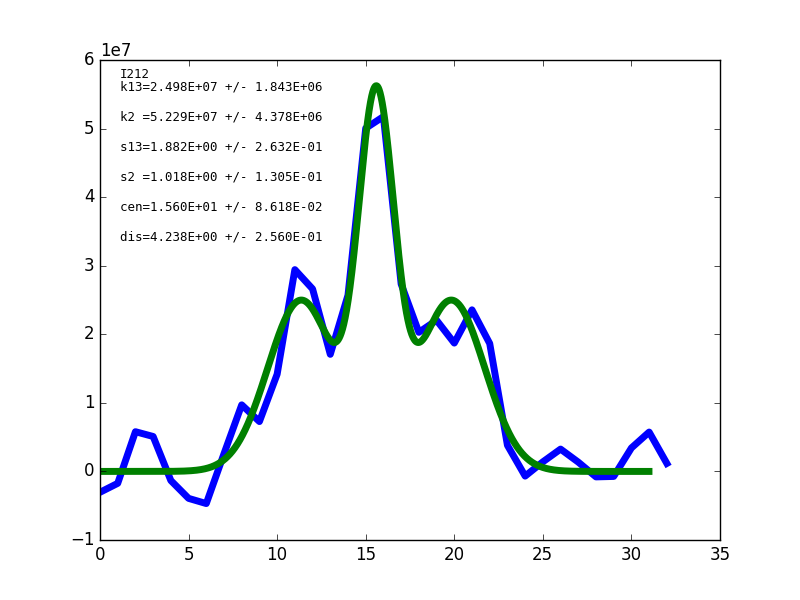 1e7
I212
k13=2.498E+07 +/- 1.843E+06
k2 =5.229E+07 +/- 4.378E+06
s13=1.882E+00 +/- 2.632E-01
s2 =1.018E+00 +/- 1.305E-01
cen=1.560E+01 +/- 8.618E-02
dis=4.238E+00 +/- 2.560E-01
6
5
4
3
2
1
0
−1
0 5 10 15 20 25 30 35